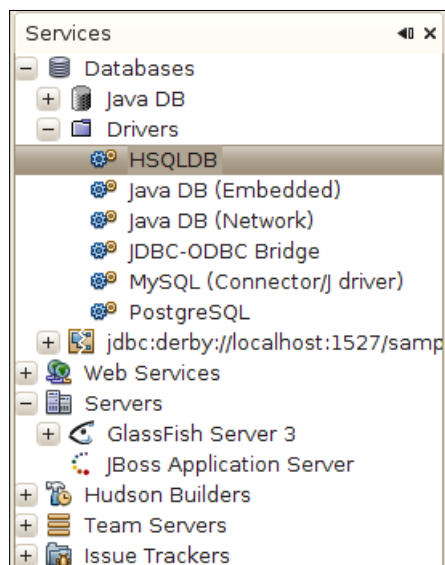 Services
Databases
Java DB
Drivers
HSQLDB
Java DB (Embedded)
Java DB (Network)
JDBC-ODBC Bridge
MySQL (Connector/J driver)
PostgreSQL
jdbc:derby://localhost:1527/samp
Web Services
Servers
GlassFish Server 3
JBoss Application Server
Hudson Builders
Team Servers
Issue Trackers